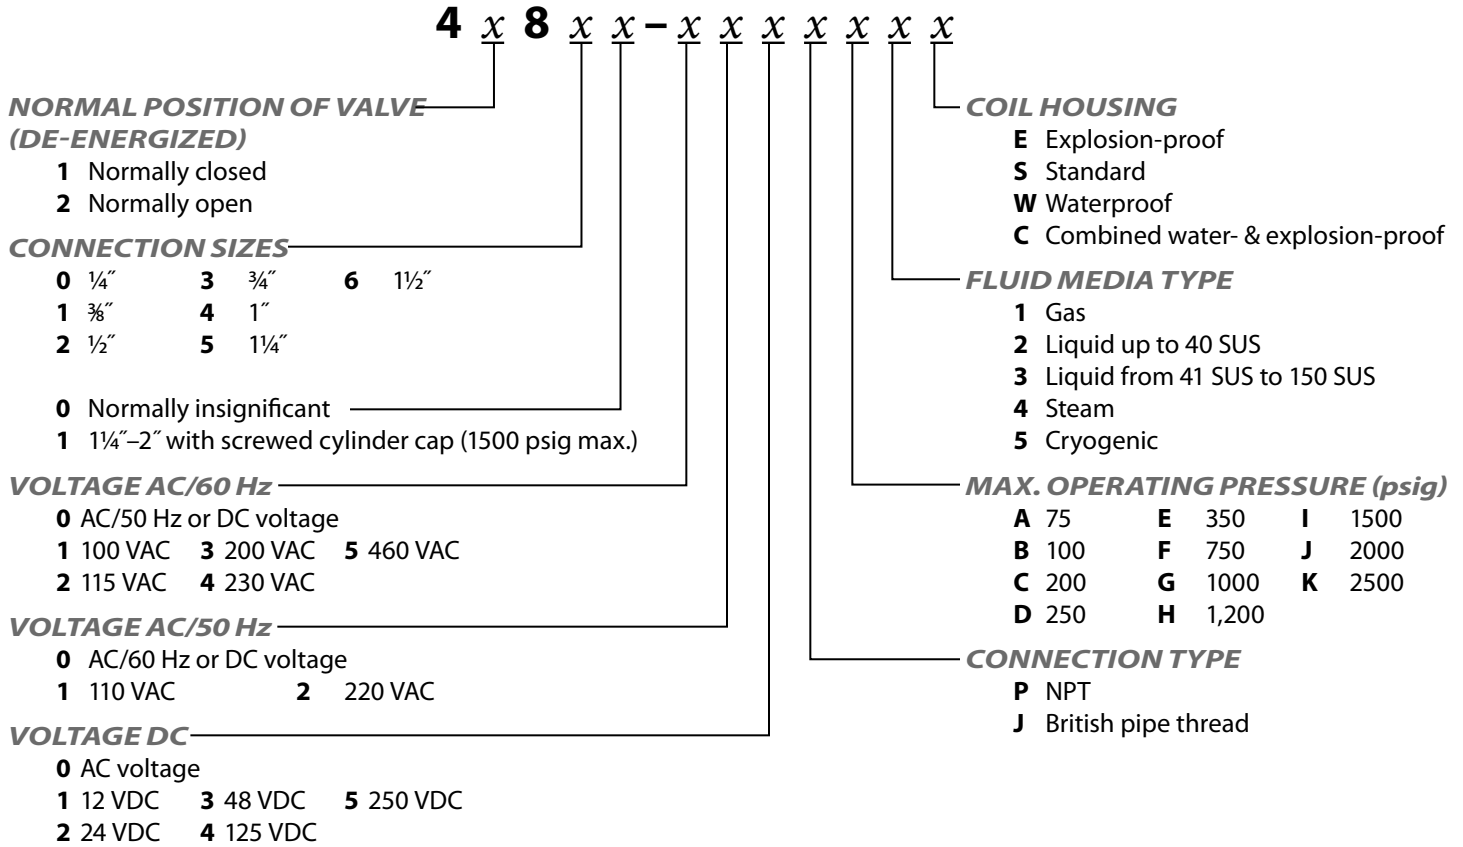 4 x 8 x x – x x x x x x x
NORMAL POSITION OF VALVE
(DE-ENERGIZED)
1 Normally closed
2 Normally open
CONNECTION SIZES
0 ¼˝ 3 ¾˝ 6 1½˝
1 ⅜˝ 4 1˝
2 ½˝ 5 1¼˝
0 Normally insignificant
1 1¼˝–2˝ with screwed cylinder cap (1500 psig max.)
VOLTAGE AC/60 Hz
0 AC/50 Hz or DC voltage
1 100 VAC 3 200 VAC 5 460 VAC
2 115 VAC 4 230 VAC
VOLTAGE AC/50 Hz
0 AC/60 Hz or DC voltage
1 110 VAC 2 220 VAC
VOLTAGE DC
0 AC voltage
1 12 VDC 3 48 VDC 5 250 VDC
2 24 VDC 4 125 VDC
COIL HOUSING
E Explosion-proof
S Standard
W Waterproof
C Combined water- & explosion-proof
FLUID MEDIA TYPE
1 Gas
2 Liquid up to 40 SUS
3 Liquid from 41 SUS to 150 SUS
4 Steam
5 Cryogenic
MAX. OPERATING PRESSURE (psig)
A 75 E 350 I 1500
B 100 F 750 J 2000
C 200 G 1000 K 2500
D 250 H 1,200
CONNECTION TYPE
P NPT
J British pipe thread